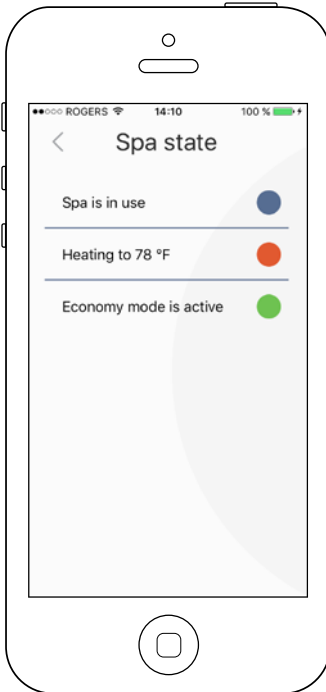 ROGERS 14:10 100 %
Spa state
Spa is in use
Heating to 78 °F
Economy mode is active